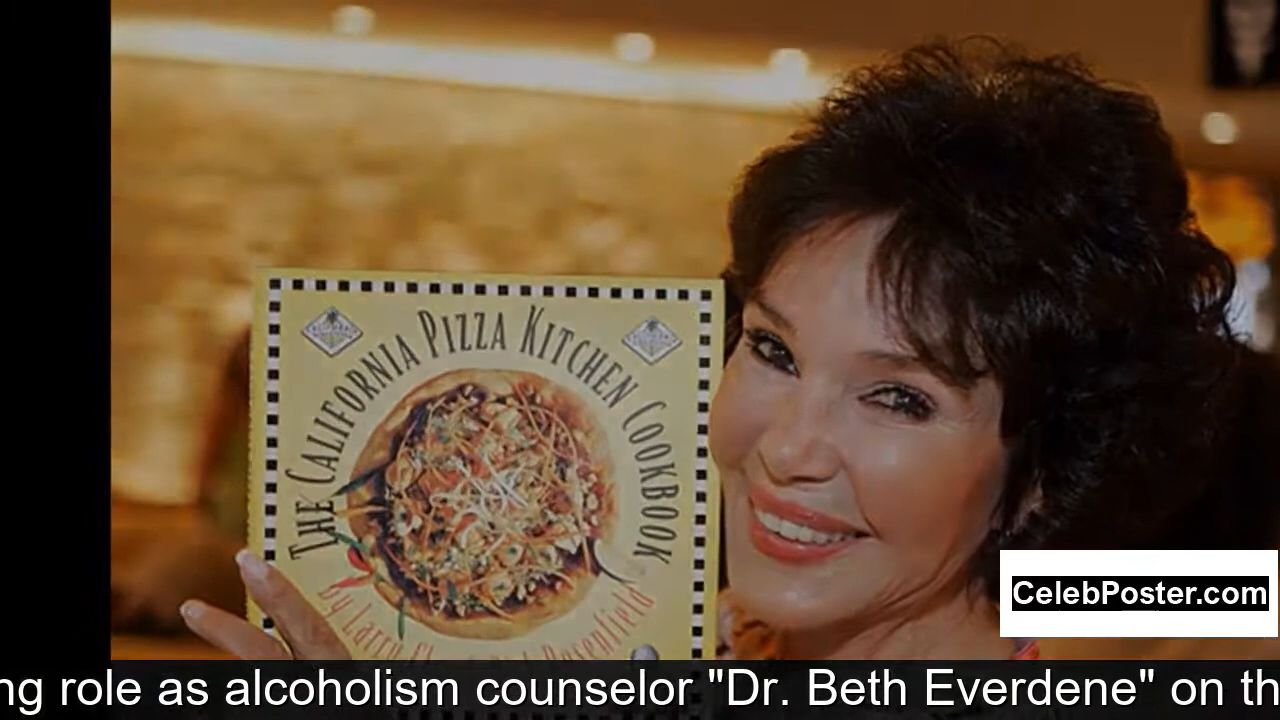 THE CALIFORNIA PIZZA KITCHEN COOKBOOK
CelebPoster.com
ng role as alcoholism counselor "Dr. Beth Everdene" on th